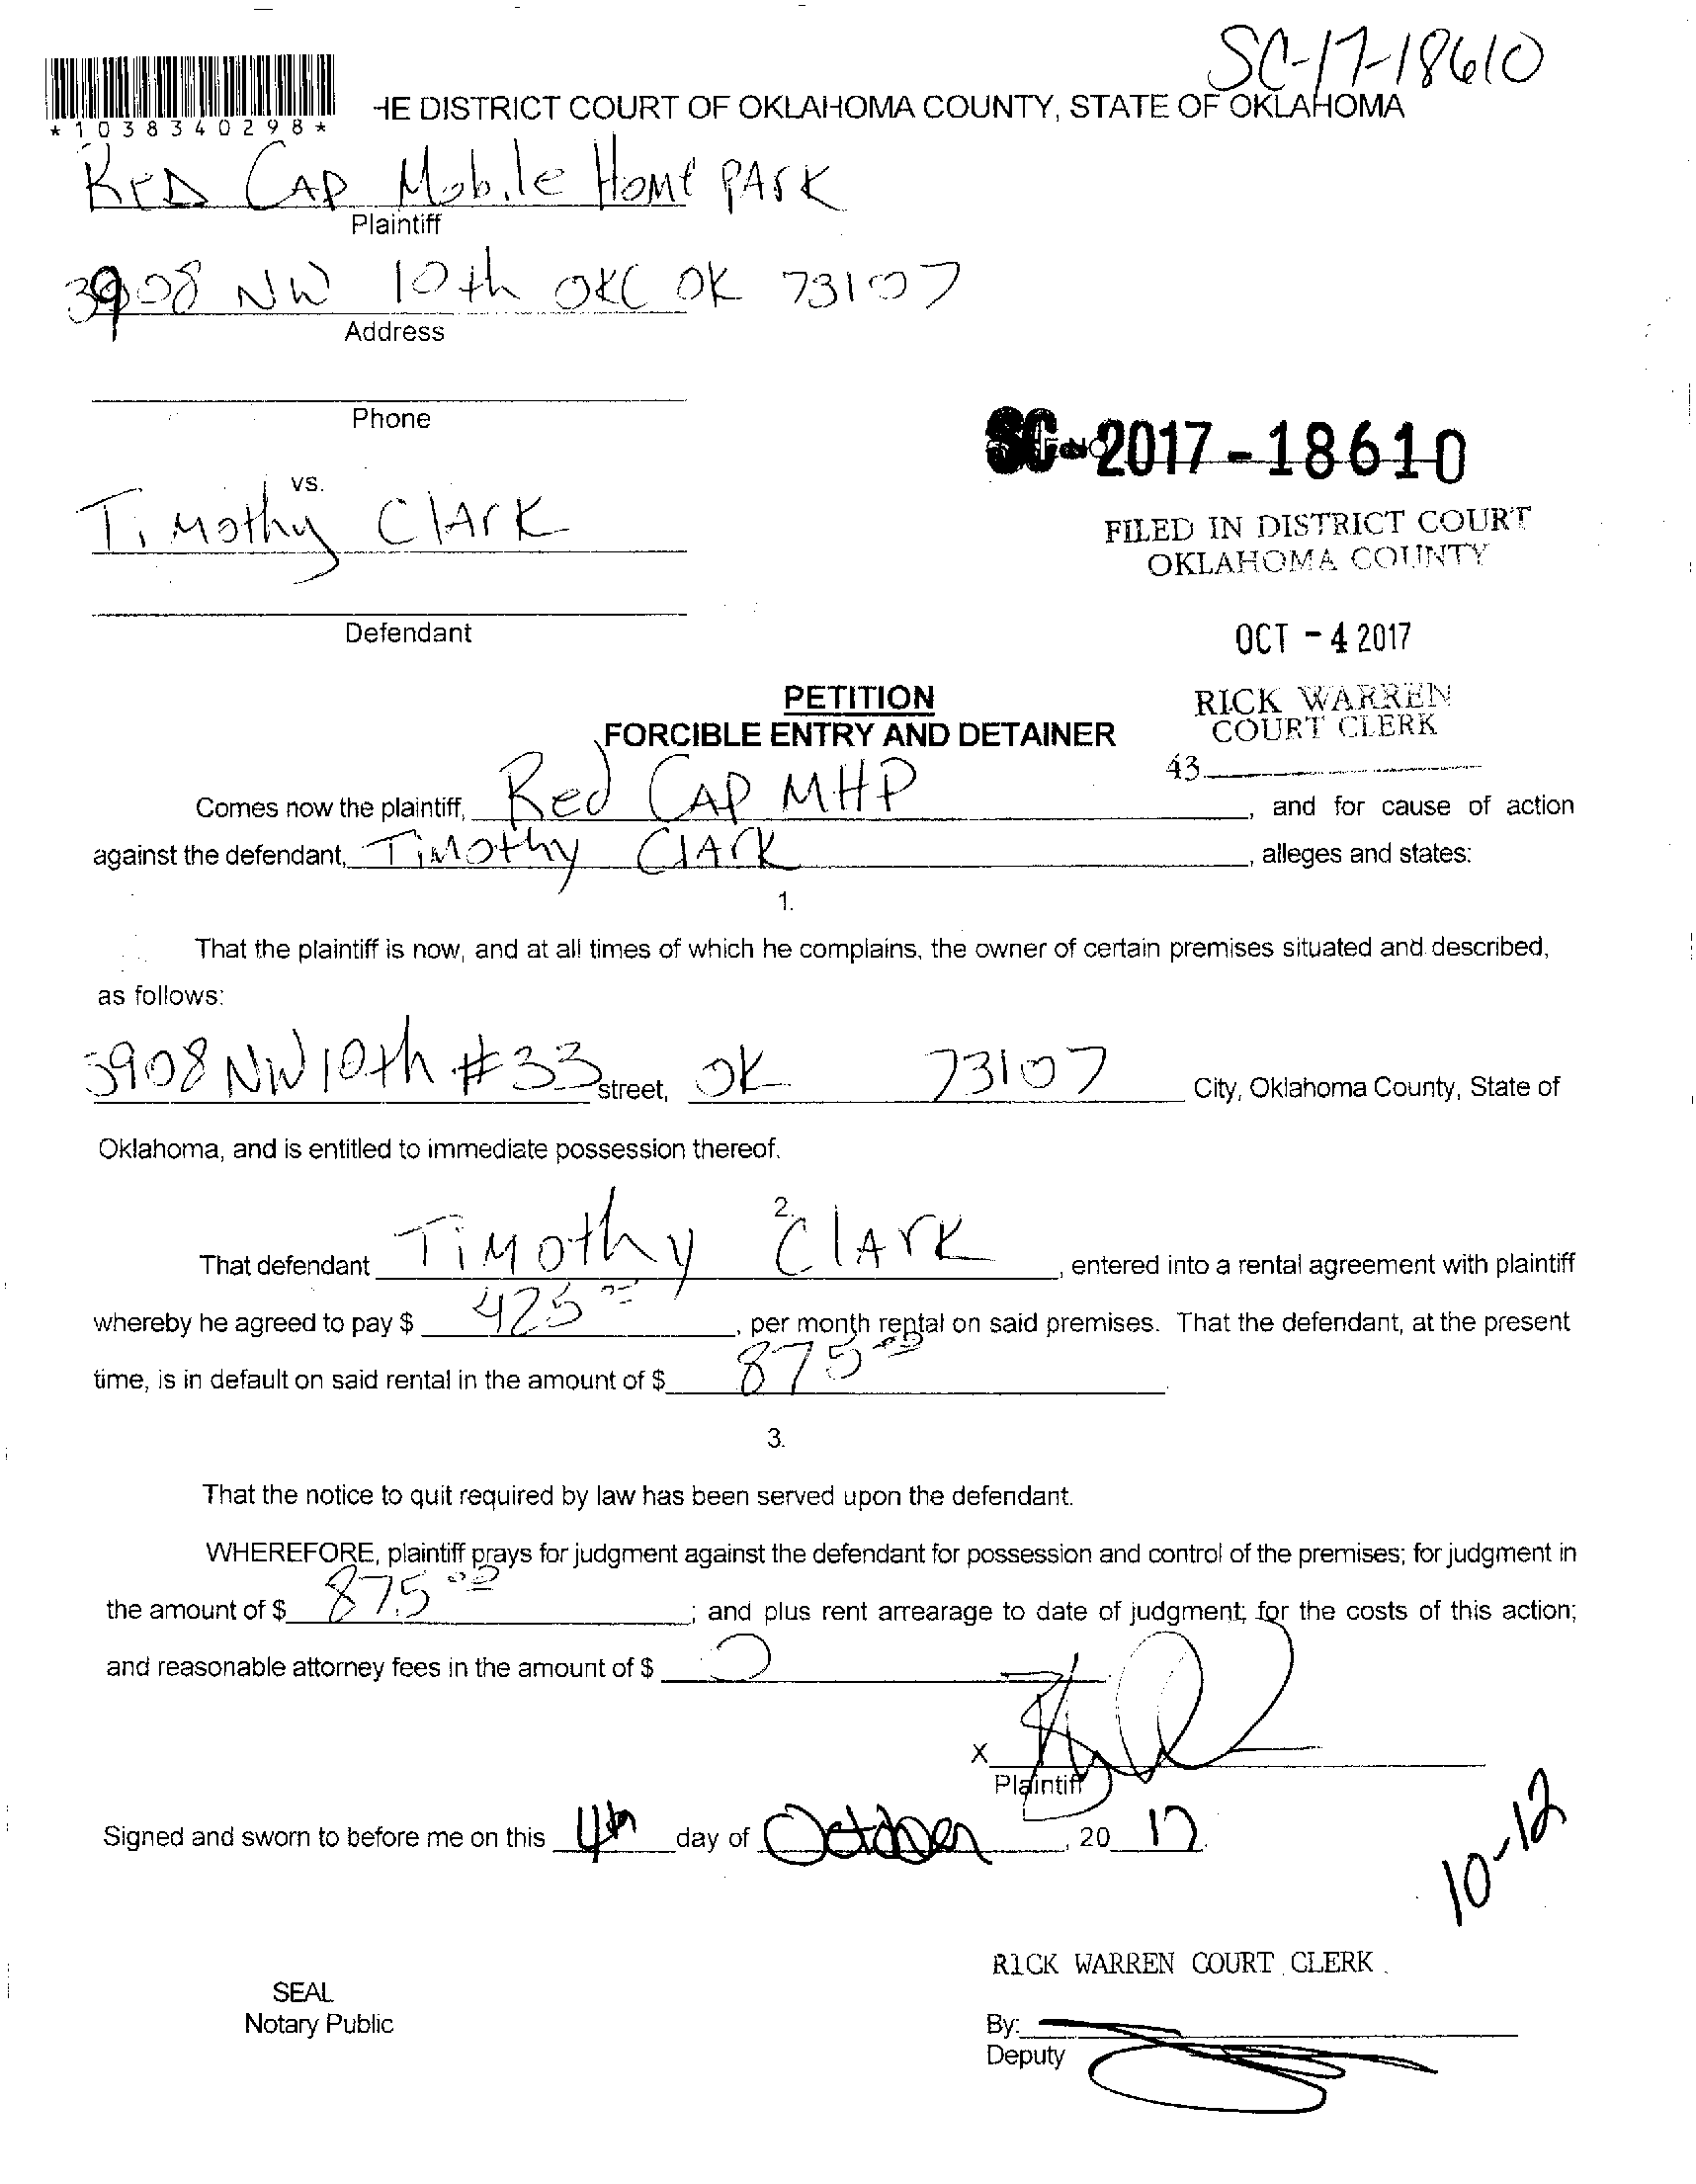 SC-17-18610
*1038340298*
HE DISTRICT COURT OF OKLAHOMA COUNTY, STATE OF OKLAHOMA
Red Cap Mobile Home Park
Plaintiff
3908 NW 10th OKC OK 73107
Address
Phone
SC-2017-18610
vs.
Timothy Clark
FILED IN DISTRICT COURT
OKLAHOMA COUNTY
Defendant
OCT - 4 2017
PETITION
FORCIBLE ENTRY AND DETAINER
RICK WARREN
COURT CLERK
43
Comes now the plaintiff, Red Cap MHP, and for cause of action
against the defendant, Timothy Clark, alleges and states:
1.
That the plaintiff is now, and at all times of which he complains, the owner of certain premises situated and described,
as follows:
3908 NW 10th #33 street, OK 73107 City, Oklahoma County, State of
Oklahoma, and is entitled to immediate possession thereof.
2.
That defendant Timothy Clark, entered into a rental agreement with plaintiff
whereby he agreed to pay $ 425 00, per month rental on said premises. That the defendant, at the present
time, is in default on said rental in the amount of $ 875 00.
3.
That the notice to quit required by law has been served upon the defendant.
WHEREFORE, plaintiff prays for judgment against the defendant for possession and control of the premises; for judgment in
the amount of $ 875 00; and plus rent arrearage to date of judgment; for the costs of this action;
and reasonable attorney fees in the amount of $ 0.
X
Plaintiff
Signed and sworn to before me on this 4th day of October, 20 17.
10-12
RICK WARREN COURT CLERK
SEAL
Notary Public
By:
Deputy